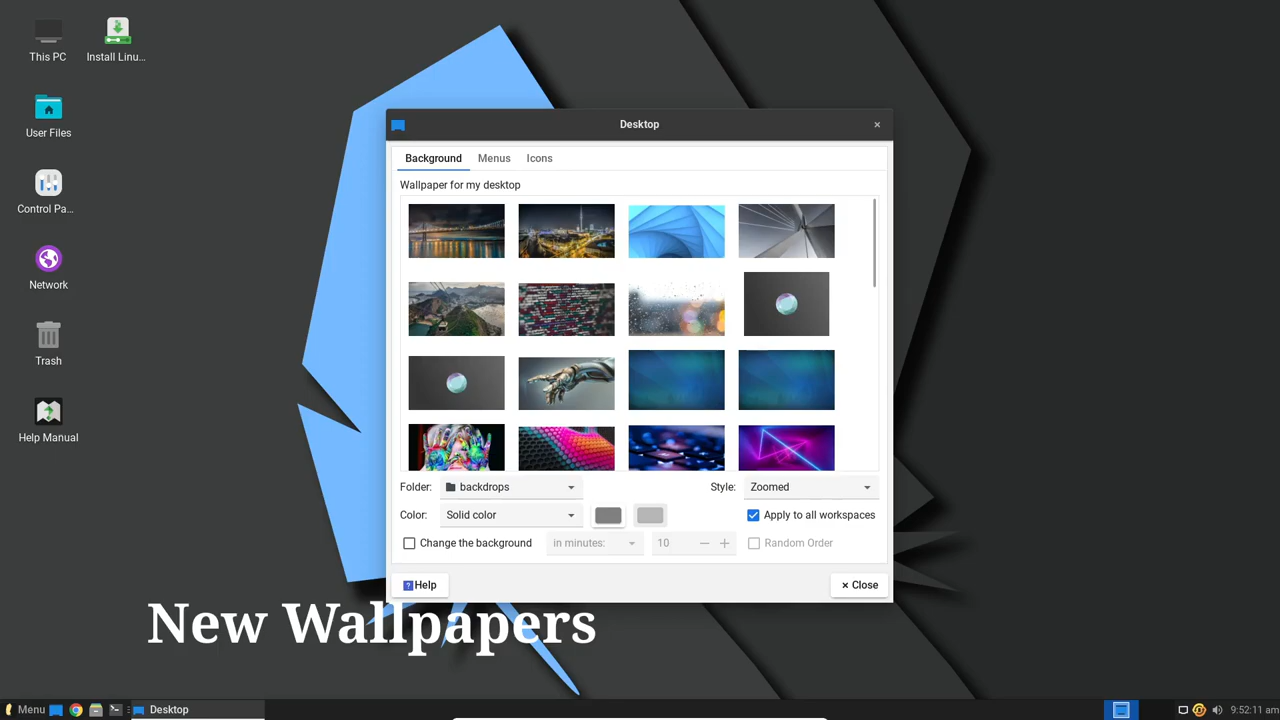 This PC
Install Linu...
User Files
Control Pa...
Network
Trash
Help Manual
Desktop
Background Menus Icons
Wallpaper for my desktop
Folder: backdrops Style: Zoomed
Color: Solid color Apply to all workspaces
Change the background in minutes: 10 Random Order
?Help × Close
New Wallpapers
Menu Desktop 9:52:11 am